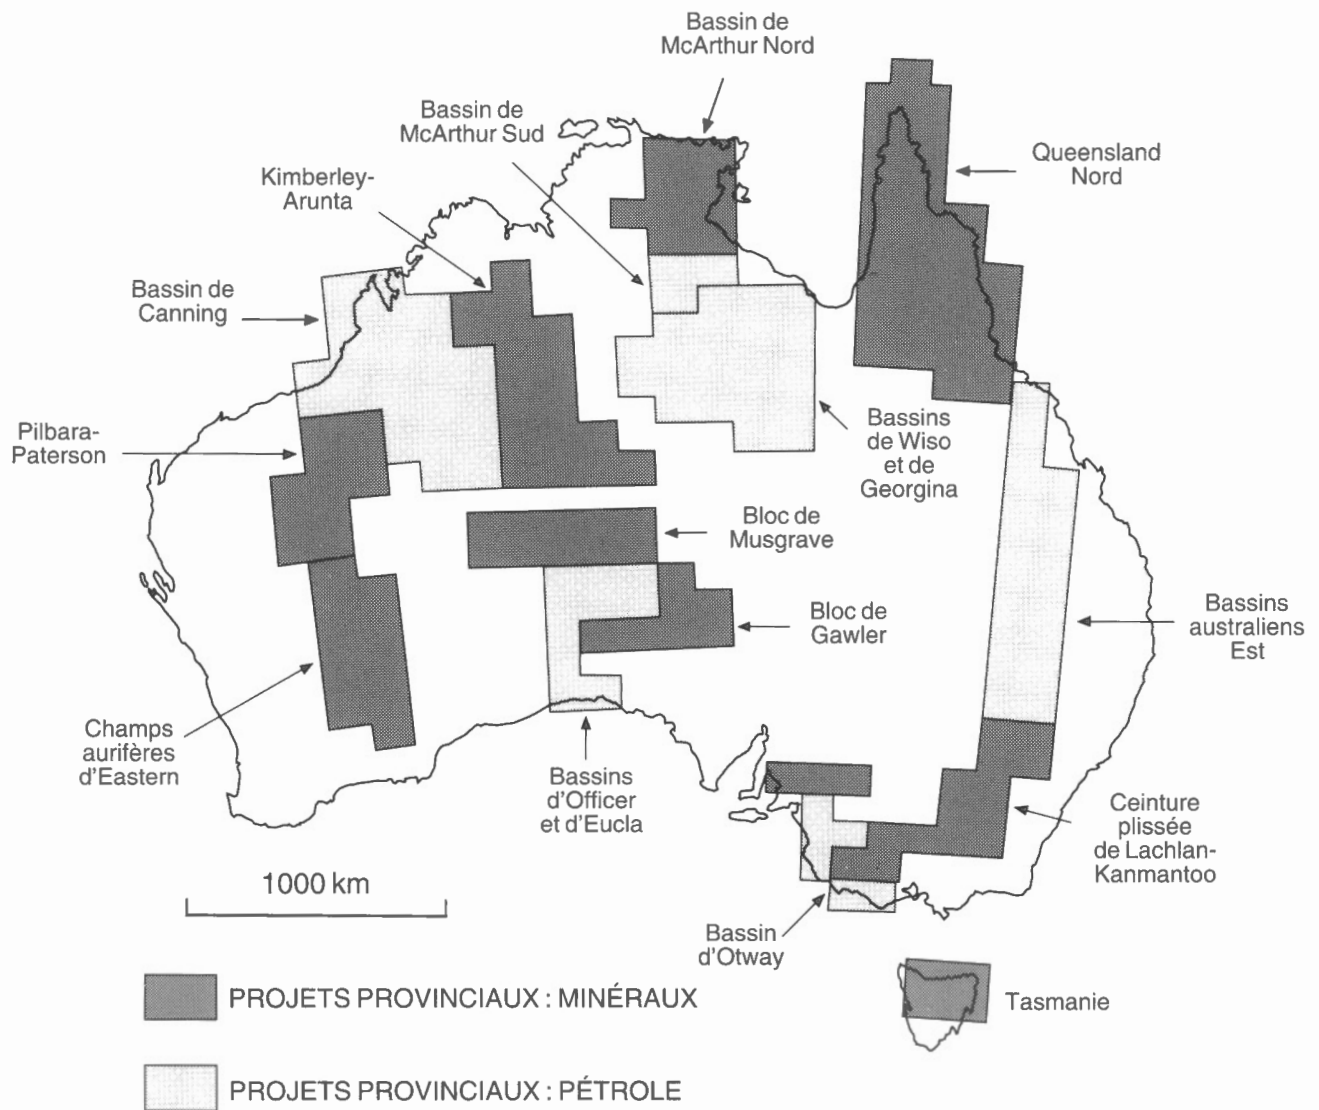 Bassin de
McArthur Nord
Bassin de
McArthur Sud
Queensland
Nord
Kimberley-
Arunta
Bassin de
Canning
Pilbara-
Paterson
Bassins
de Wiso
et de
Georgina
Bloc de
Musgrave
Bloc de
Gawler
Bassins
australiens
Est
Champs
aurifères
d'Eastern
Bassins
d'Officer
et d'Eucla
Ceinture
plissée
de Lachlan-
Kanmantoo
1000 km
Bassin
d'Otway
Tasmanie
PROJETS PROVINCIAUX : MINÉRAUX
PROJETS PROVINCIAUX : PÉTROLE